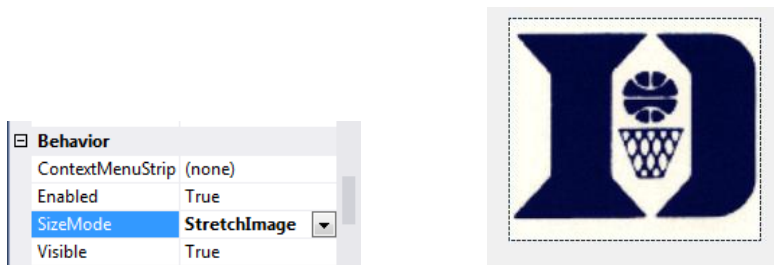 Behavior
ContextMenuStrip (none)
Enabled True
SizeMode StretchImage
Visible True
D